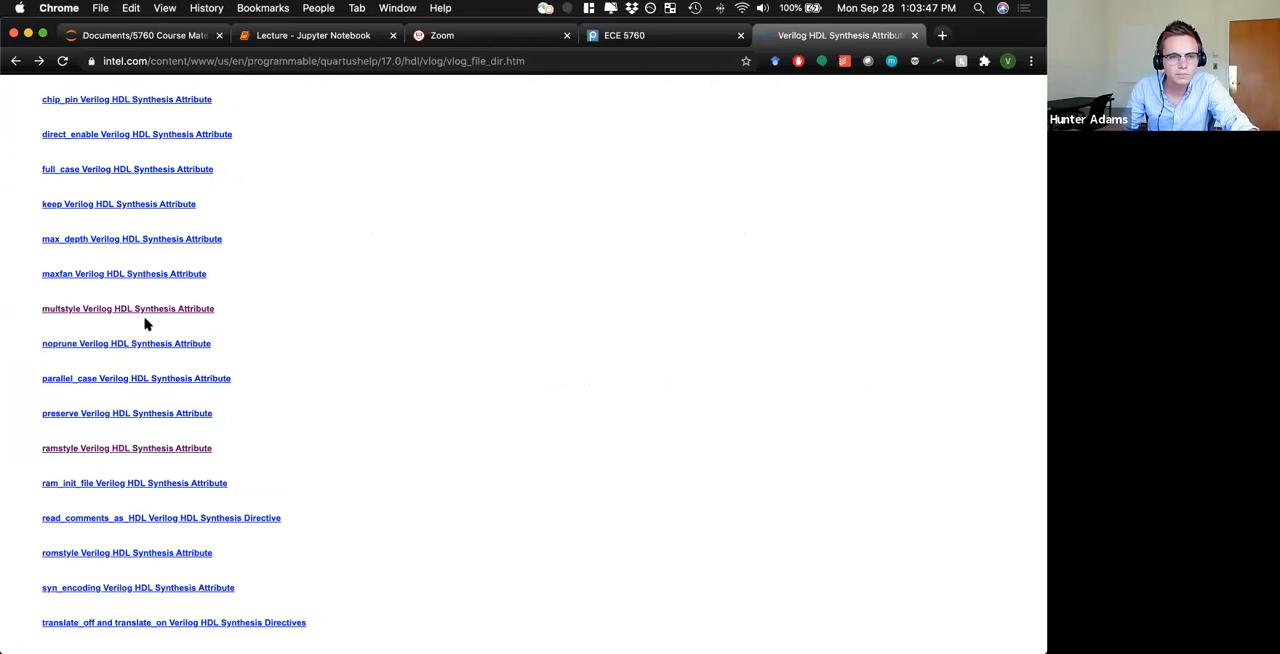 Chrome File Edit View History Bookmarks People Tab Window Help 100% Mon Sep 28 1:03:47 PM
Documents/5760 Course Mate Lecture - Jupyter Notebook Zoom ECE 5760 Verilog HDL Synthesis Attribute
intel.com/content/www/us/en/programmable/quartushelp/17.0/hdl/vlog/vlog_file_dir.htm V
chip_pin Verilog HDL Synthesis Attribute
direct_enable Verilog HDL Synthesis Attribute
full_case Verilog HDL Synthesis Attribute
keep Verilog HDL Synthesis Attribute
max_depth Verilog HDL Synthesis Attribute
maxfan Verilog HDL Synthesis Attribute
multstyle Verilog HDL Synthesis Attribute
noprune Verilog HDL Synthesis Attribute
parallel_case Verilog HDL Synthesis Attribute
preserve Verilog HDL Synthesis Attribute
ramstyle Verilog HDL Synthesis Attribute
ram_init_file Verilog HDL Synthesis Attribute
read_comments_as_HDL Verilog HDL Synthesis Directive
romstyle Verilog HDL Synthesis Attribute
syn_encoding Verilog HDL Synthesis Attribute
translate_off and translate_on Verilog HDL Synthesis Directives
Hunter Adams